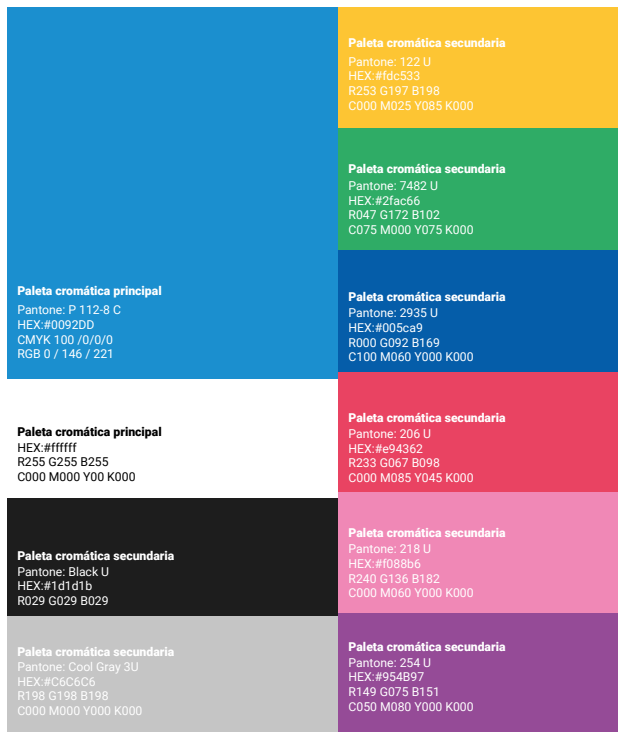 Paleta cromática principal
Pantone: P 112-8 C
HEX:#0092DD
CMYK 100 /0/0/0
RGB 0 / 146 / 221
Paleta cromática principal
HEX:#ffffff
R255 G255 B255
C000 M000 Y00 K000
Paleta cromática secundaria
Pantone: Black U
HEX:#1d1d1b
R029 G029 B029
Paleta cromática secundaria
Pantone: Cool Gray 3U
HEX:#C6C6C6
R198 G198 B198
C000 M000 Y000 K000
Paleta cromática secundaria
Pantone: 122 U
HEX:#fdc533
R253 G197 B198
C000 M025 Y085 K000
Paleta cromática secundaria
Pantone: 7482 U
HEX:#2fac66
R047 G172 B102
C075 M000 Y075 K000
Paleta cromática secundaria
Pantone: 2935 U
HEX:#005ca9
R000 G092 B169
C100 M060 Y000 K000
Paleta cromática secundaria
Pantone: 206 U
HEX:#e94362
R233 G067 B098
C000 M085 Y045 K000
Paleta cromática secundaria
Pantone: 218 U
HEX:#f088b6
R240 G136 B182
C000 M060 Y000 K000
Paleta cromática secundaria
Pantone: 254 U
HEX:#954B97
R149 G075 B151
C050 M080 Y000 K000